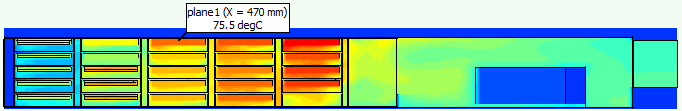 plane1 (X = 470 mm)
75.5 degC